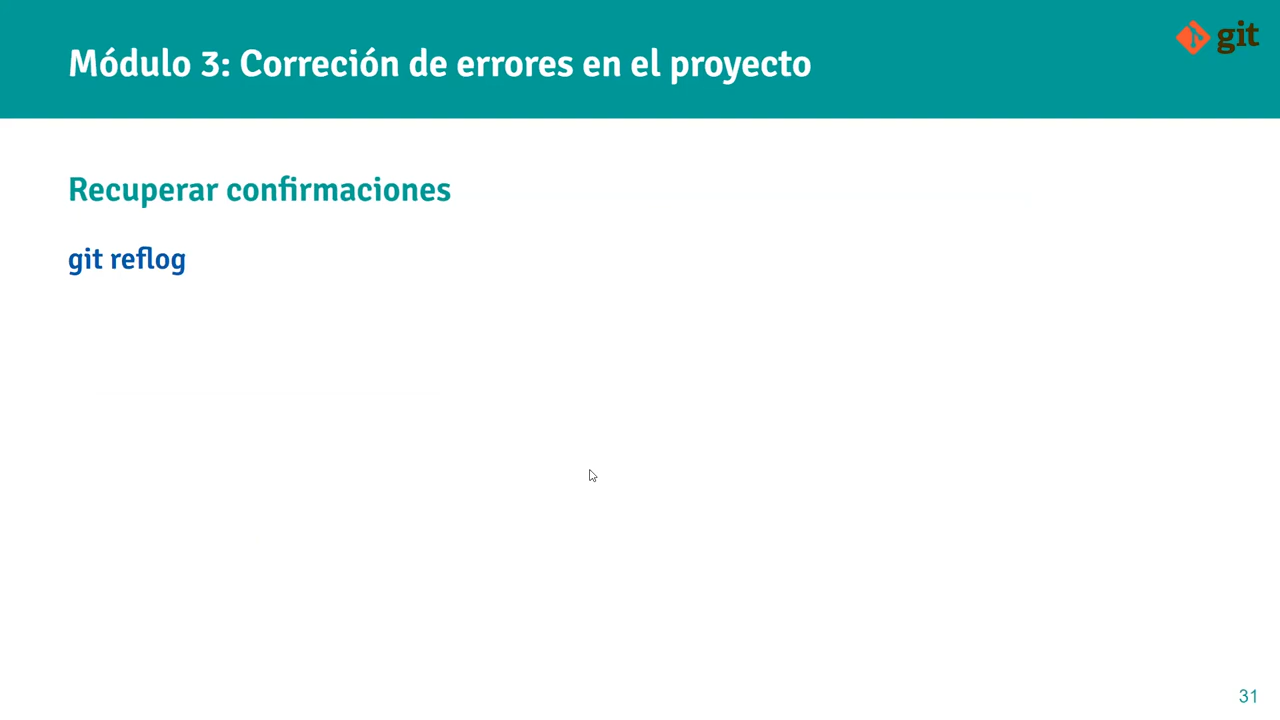 Módulo 3: Correción de errores en el proyecto
git
Recuperar confirmaciones
git reflog
31